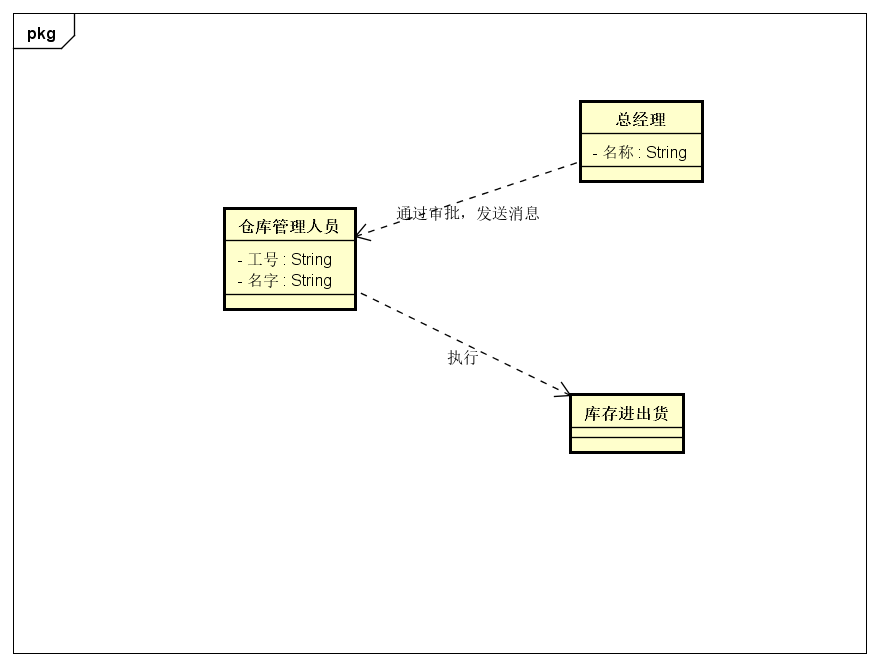 pkg
总经理
- 名称 : String
通过审批，发送消息
仓库管理人员
- 工号 : String
- 名字 : String
执行
库存进出货